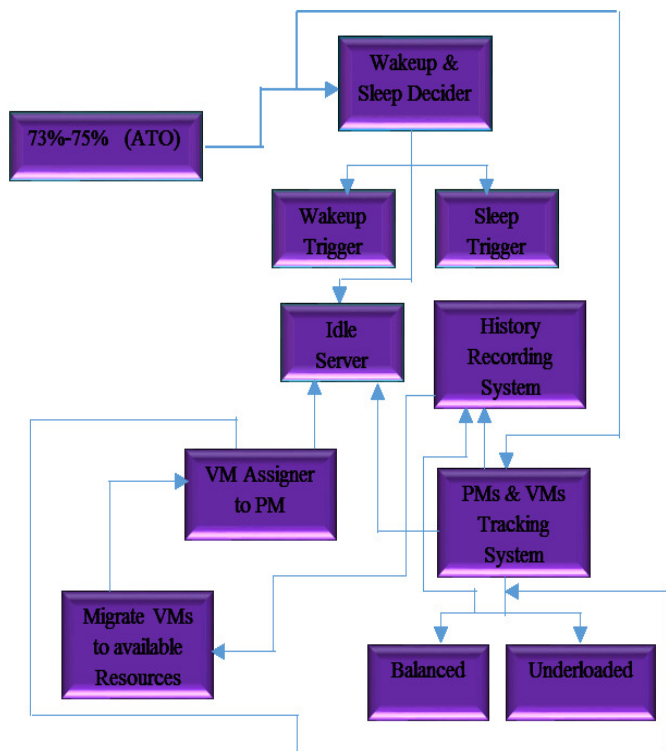 Wakeup &
Sleep Decider
73%-75% (ATO)
Wakeup
Trigger
Sleep
Trigger
Idle
Server
History
Recording
System
VM Assigner
to PM
PMs & VMs
Tracking
System
Migrate VMs
to available
Resources
Balanced
Underloaded